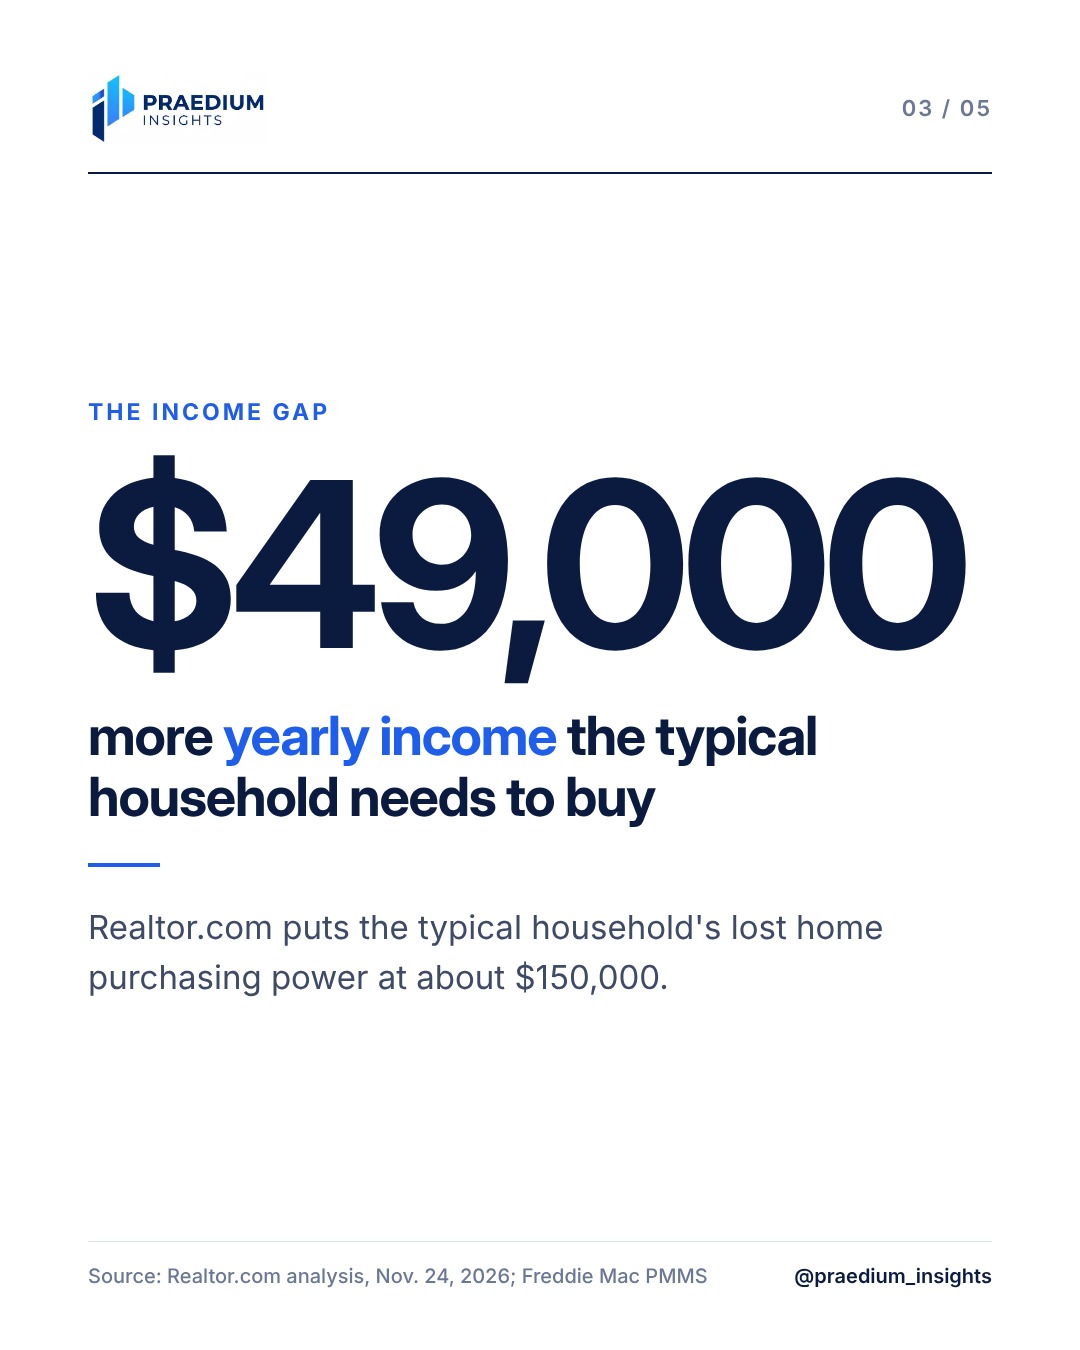 PRAEDIUM
INSIGHTS
03 / 05
THE INCOME GAP
$49,000
more yearly income the typical
household needs to buy
Realtor.com puts the typical household's lost home
purchasing power at about $150,000.
Source: Realtor.com analysis, Nov. 24, 2026; Freddie Mac PMMS
@praedium_insights